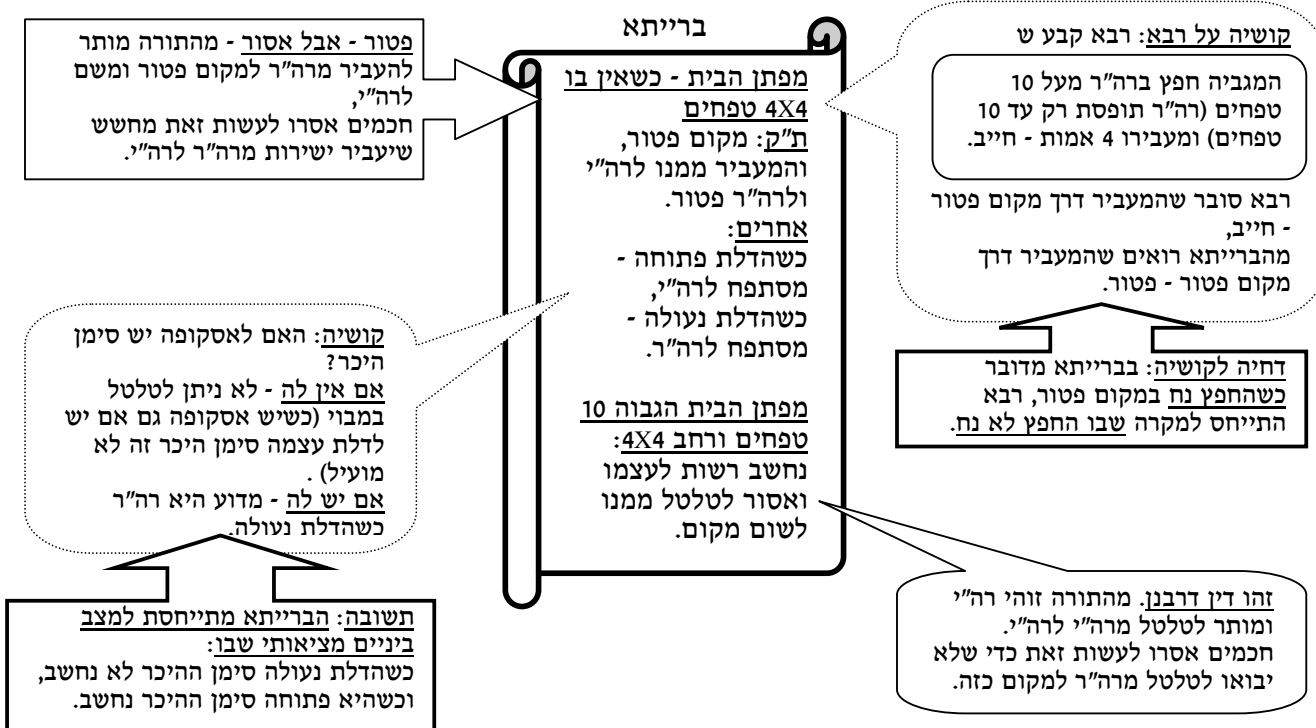 ברייתא
מפתן הבית - כשאין בו
4X4 טפחים
ת"ק: מקום פטור,
והמעביר ממנו לרה"י
ולרה"ר פטור.
אחרים:
כשהדלת פתוחה -
מסתפח לרה"י,
כשהדלת נעולה -
מסתפח לרה"ר.
מפתן הבית הגבוה 10
טפחים ורחב 4X4:
נחשב רשות לעצמו
ואסור לטלטל ממנו
לשום מקום.
קושיה על רבא: רבא קבע ש
המגביה חפץ ברה"ר מעל 10
טפחים (רה"ר תופסת רק עד 10
טפחים) ומעבירו 4 אמות - חייב.
רבא סובר שהמעביר דרך מקום פטור
- חייב,
מהברייתא רואים שהמעביר דרך
מקום פטור - פטור.
דחיה לקושיה: בברייתא מדובר
כשהחפץ נח במקום פטור, רבא
התייחס למקרה שבו החפץ לא נח.
פטור - אבל אסור - מהתורה מותר
להעביר מרה"ר למקום פטור ומשם
לרה"י,
חכמים אסרו לעשות זאת מחשש
שיעביר ישירות מרה"ר לרה"י.
קושיה: האם לאסקופה יש סימן
היכר?
אם אין לה - לא ניתן לטלטל
במבוי (כשיש אסקופה גם אם יש
לדלת עצמה סימן היכר זה לא
מועיל) .
אם יש לה - מדוע היא רה"ר
כשהדלת נעולה.
תשובה: הברייתא מתייחסת למצב
ביניים מציאותי שבו:
כשהדלת נעולה סימן ההיכר לא נחשב,
וכשהיא פתוחה סימן ההיכר נחשב.
זהו דין דרבנן. מהתורה זוהי רה"י
ומותר לטלטל מרה"י לרה"י.
חכמים אסרו לעשות זאת כדי שלא
יבואו לטלטל מרה"ר למקום כזה.